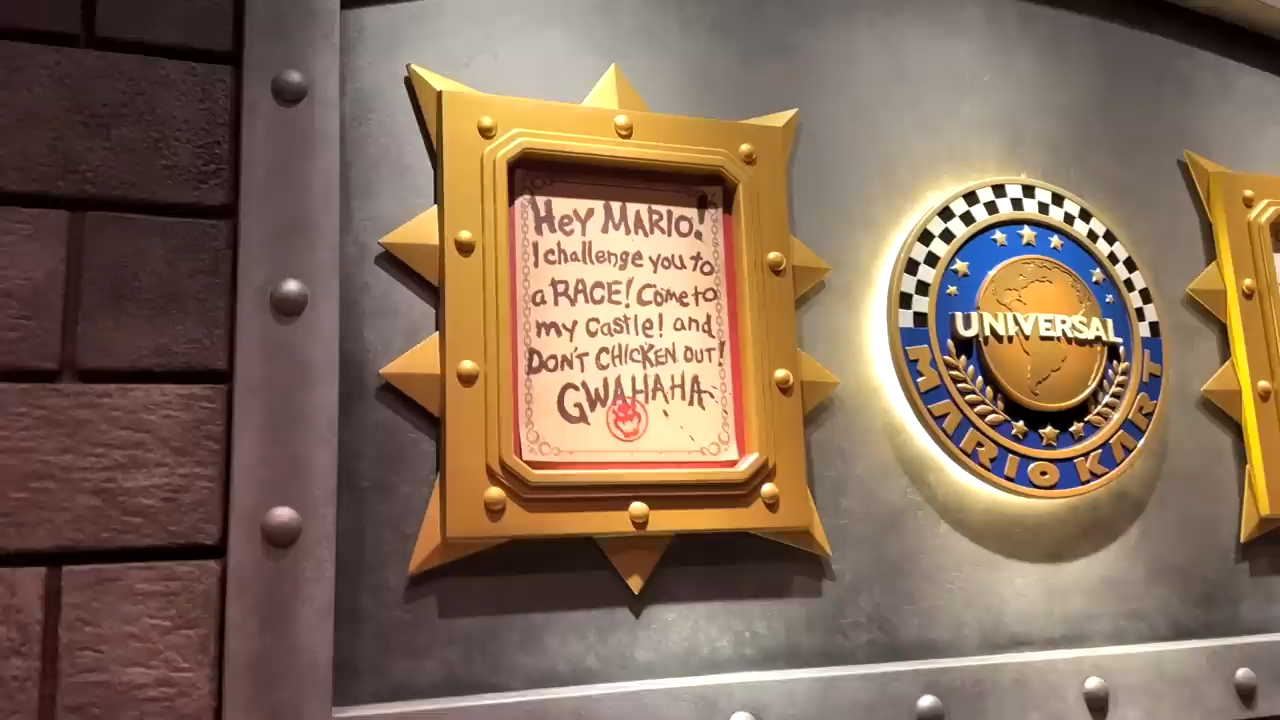 Hey MARIO!
I challenge you to
a RACE! Come to
my castle! and
DON'T CHICKEN OUT!
GWAHAHA
UNIVERSAL
MARIO KART